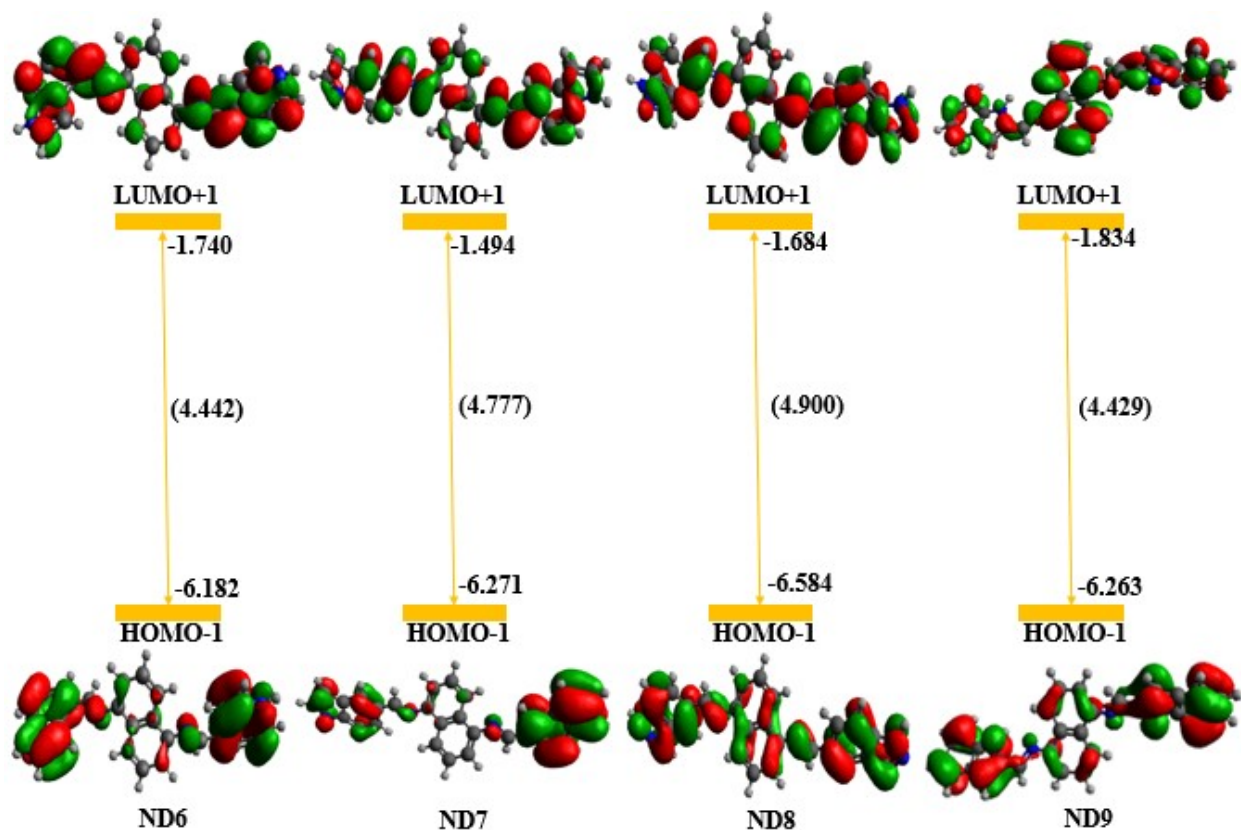 LUMO+1 LUMO+1 LUMO+1 LUMO+1
-1.740 -1.494 -1.684 -1.834
(4.442) (4.777) (4.900) (4.429)
-6.182 -6.271 -6.584 -6.263
HOMO-1 HOMO-1 HOMO-1 HOMO-1
ND6 ND7 ND8 ND9